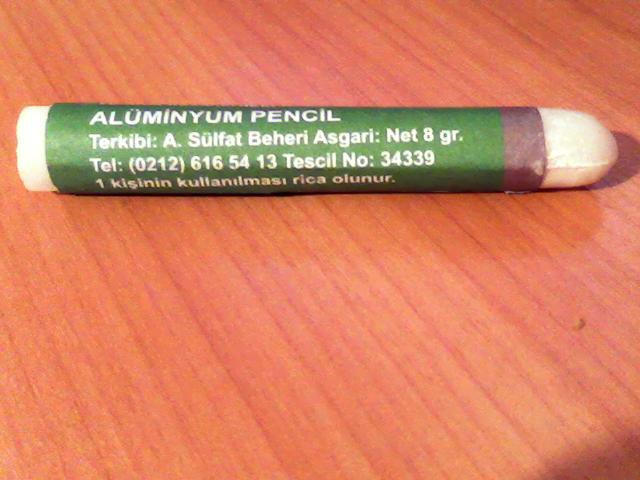 ALÜMİNYUM PENCİL
Terkibi: A. Sülfat Beheri Asgari: Net 8 gr.
Tel: (0212) 616 54 13 Tescil No: 34339
1 kişinin kullanılması rica olunur.